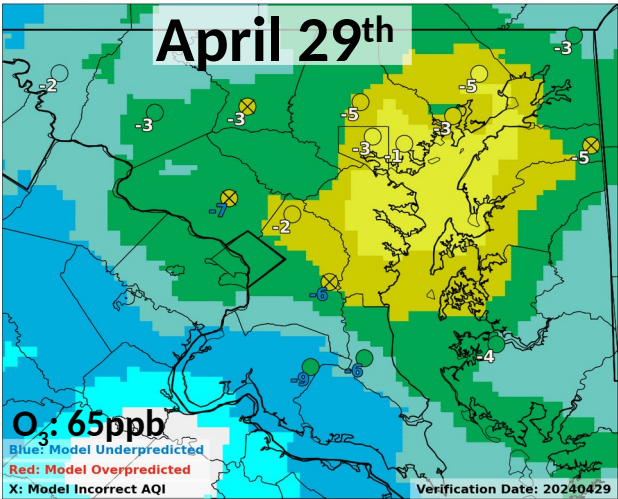 April 29th
-3
-2
-5
-3
-3
-5
-3
-3
-1
-5
-7
-2
-6
-4
-9
-6
O3: 65ppb
Blue: Model Underpredicted
Red: Model Overpredicted
X: Model Incorrect AQI
Verification Date: 20240429